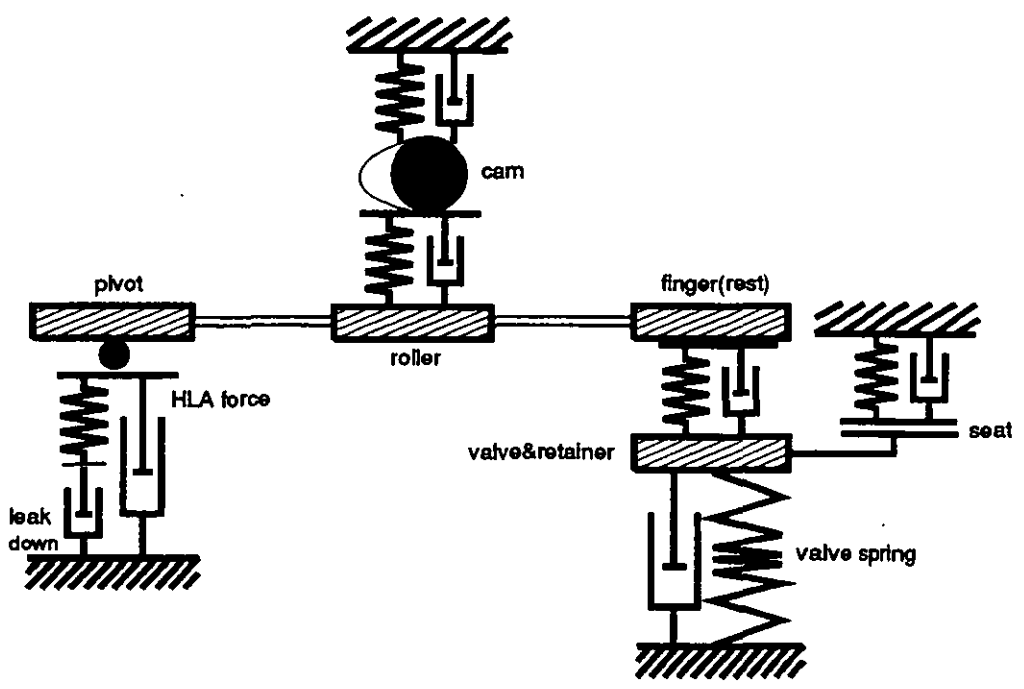 cam
pivot
finger(rest)
roller
HLA force
seat
valve&retainer
leak
down
valve spring